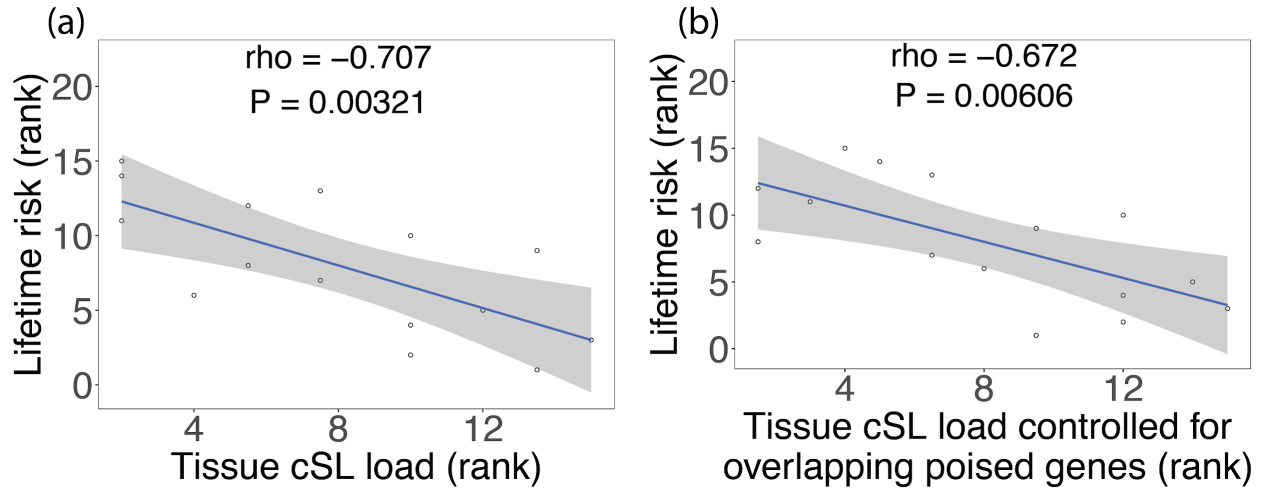 (a)
rho = −0.707
P = 0.00321
Lifetime risk (rank)
20
15
10
5
0
4 8 12
Tissue cSL load (rank)
(b)
rho = −0.672
P = 0.00606
Lifetime risk (rank)
20
15
10
5
0
4 8 12
Tissue cSL load controlled for
overlapping poised genes (rank)